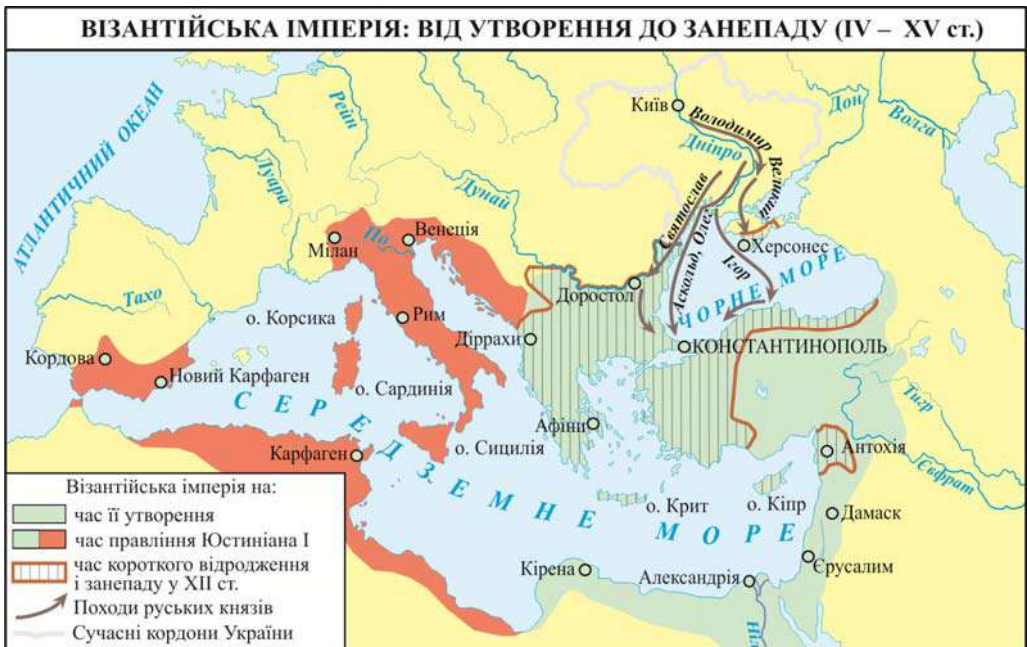 ВІЗАНТІЙСЬКА ІМПЕРІЯ: ВІД УТВОРЕННЯ ДО ЗАНЕПАДУ (IV – XV ст.)
АТЛАНТИЧНИЙ ОКЕАН
Рейн
Луара
Дунай
Київ
Володимир
Великий
Дніпро
Дон
Волга
Святослав
Аскольд, Олег
Ігор
Херсонес
ЧОРНЕ МОРЕ
Мілан
По
Венеція
Тахо
о. Корсика
Рим
Доростол
Діррахи
КОНСТАНТИНОПОЛЬ
Кордова
Новий Карфаген
о. Сардинія
СЕРЕДЗЕМНЕ МОРЕ
Афіни
Тигр
Євфрат
Карфаген
о. Сицилія
Антохія
о. Крит
о. Кіпр
Дамаск
Кірена
Александрія
Єрусалим
Ніл
Візантійська імперія на:
час її утворення
час правління Юстиніана І
час короткого відродження
і занепаду у XII ст.
Походи руських князів
Сучасні кордони України